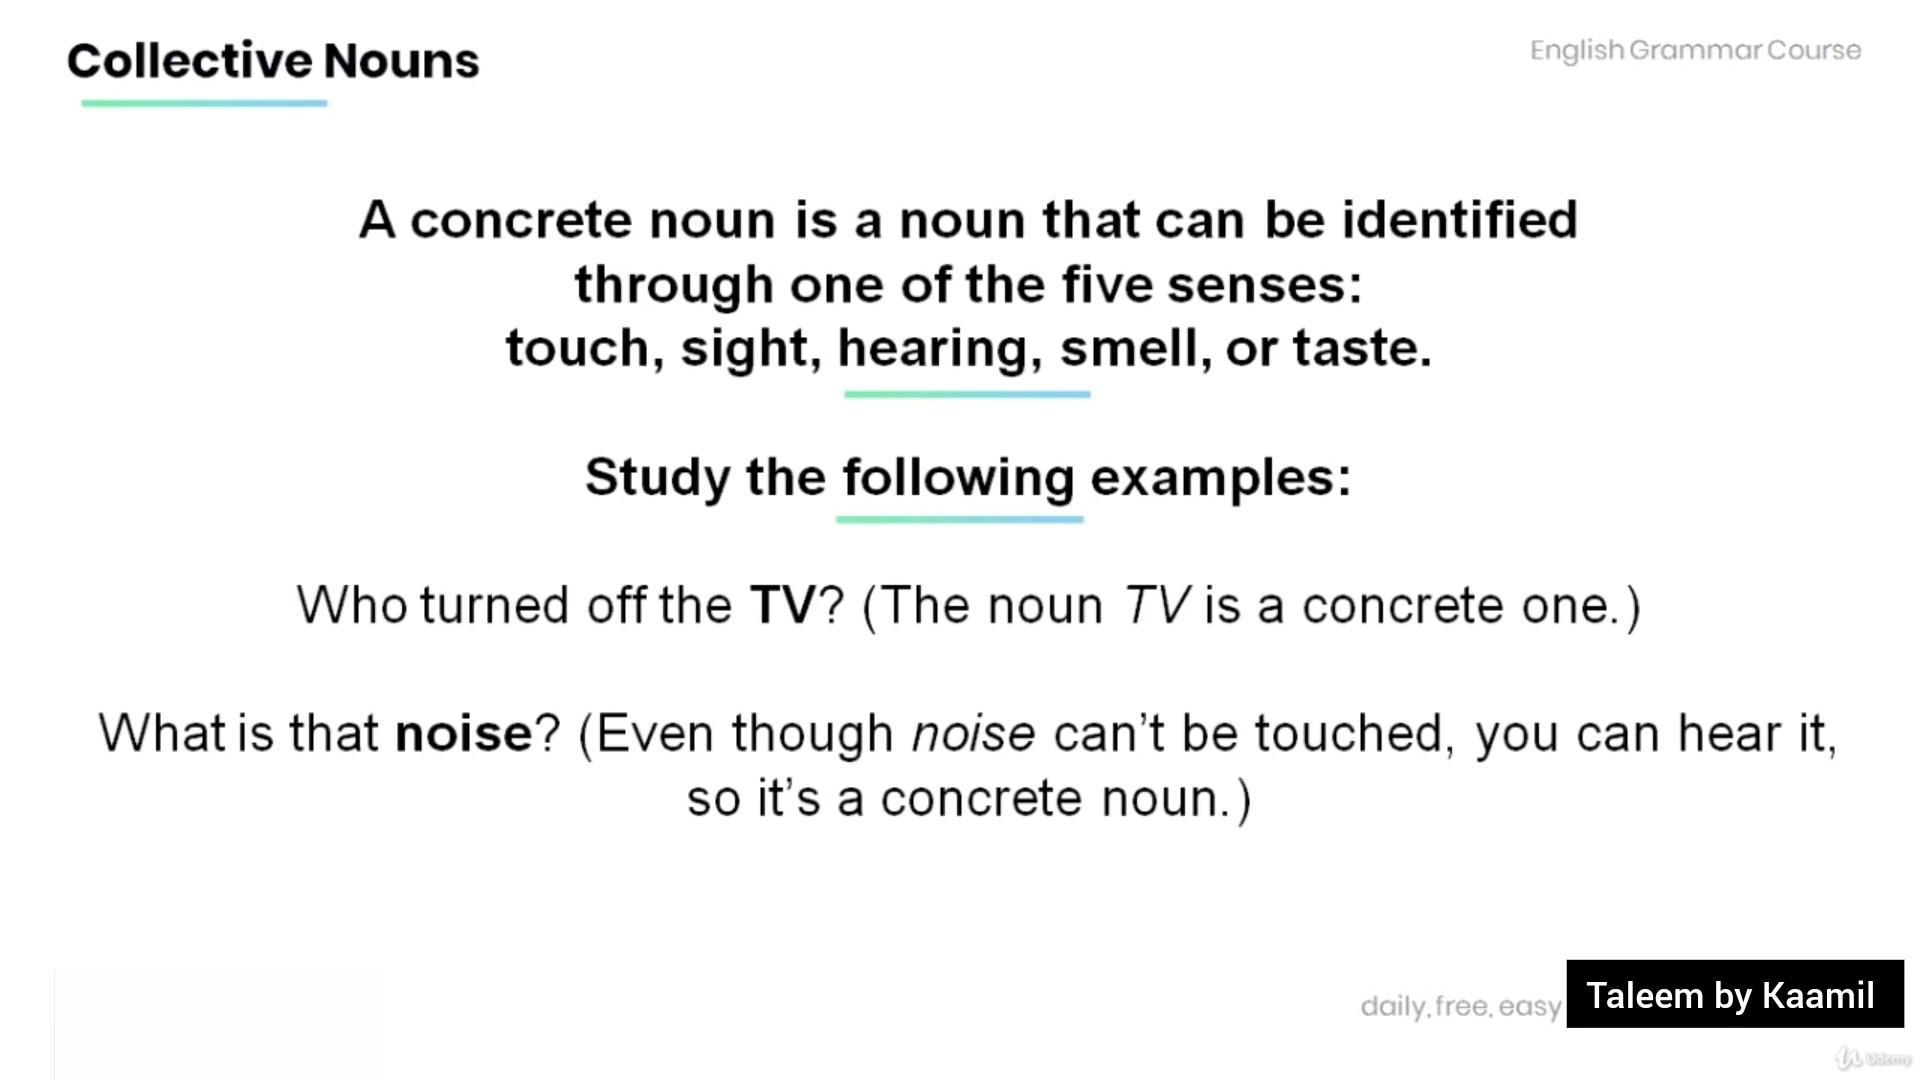 Collective Nouns
English Grammar Course
A concrete noun is a noun that can be identified
through one of the five senses:
touch, sight, hearing, smell, or taste.
Study the following examples:
Who turned off the TV? (The noun TV is a concrete one.)
What is that noise? (Even though noise can't be touched, you can hear it,
so it's a concrete noun.)
daily, free, easy
Taleem by Kaamil
Udemy